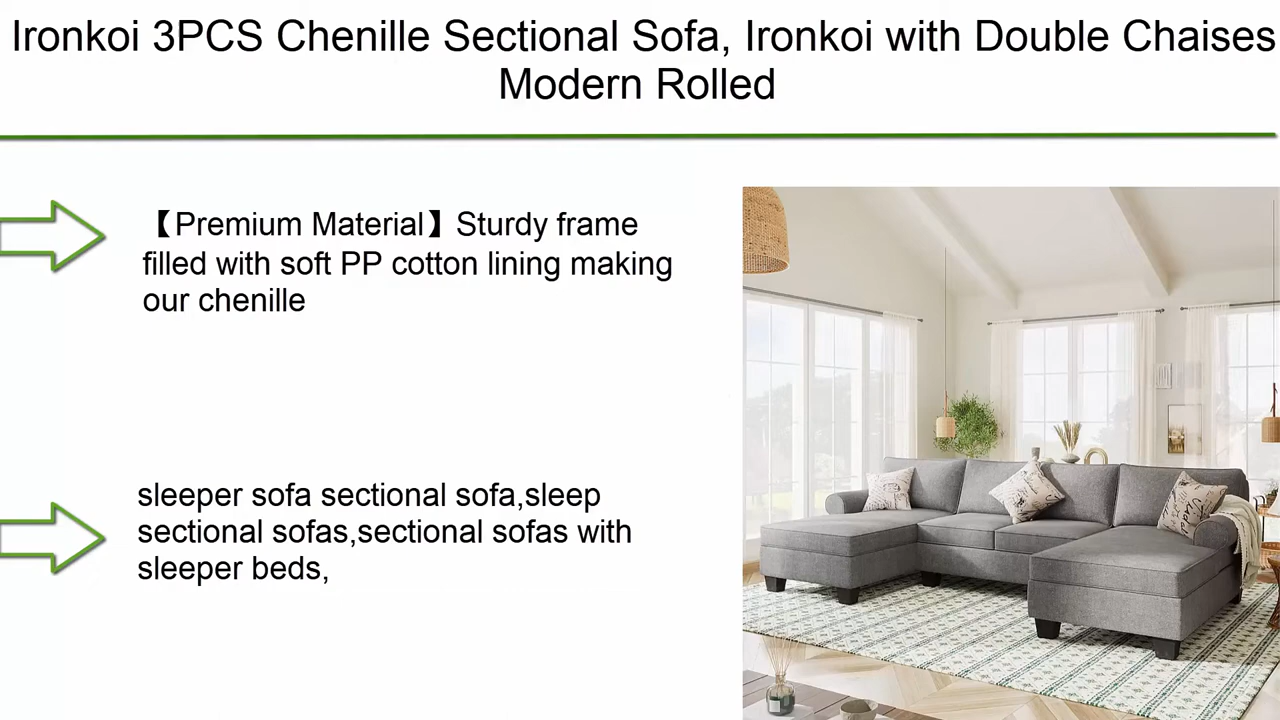 Ironkoi 3PCS Chenille Sectional Sofa, Ironkoi with Double Chaises
Modern Rolled
【Premium Material】Sturdy frame
filled with soft PP cotton lining making
our chenille
sleeper sofa sectional sofa,sleep
sectional sofas,sectional sofas with
sleeper beds,